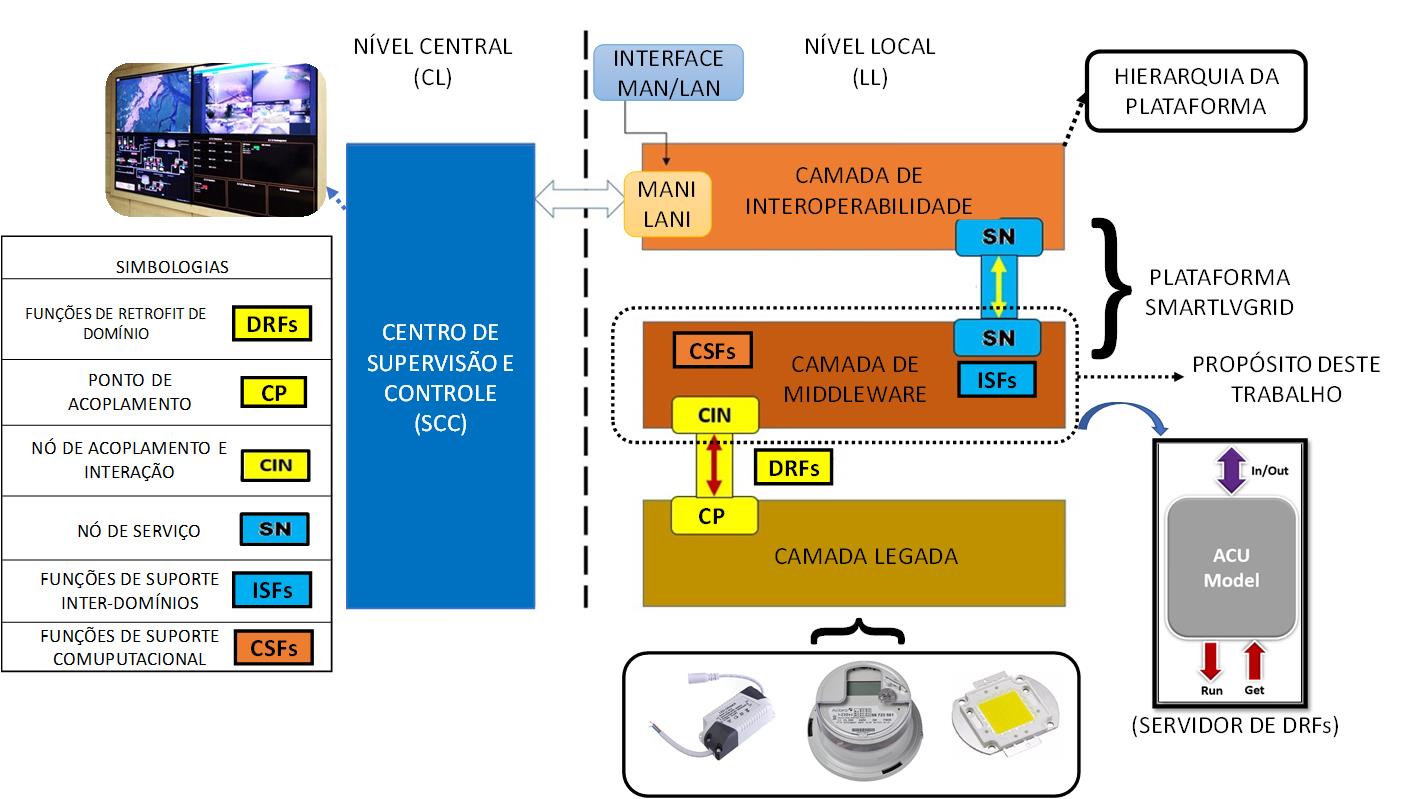 NÍVEL CENTRAL
(CL)
INTERFACE
MAN/LAN
NÍVEL LOCAL
(LL)
HIERARQUIA DA
PLATAFORMA
MANI
LANI
CAMADA DE
INTEROPERABILIDADE
SN
PLATAFORMA
SMARTLVGRID
SIMBOLOGIAS
FUNÇÕES DE RETROFIT DE
DOMÍNIO
DRFs
PONTO DE
ACOPLAMENTO
CP
NÓ DE ACOPLAMENTO E
INTERAÇÃO
CIN
NÓ DE SERVIÇO
SN
FUNÇÕES DE SUPORTE
INTER-DOMÍNIOS
ISFs
FUNÇÕES DE SUPORTE
COMUPUTACIONAL
CSFs
CENTRO DE
SUPERVISÃO E
CONTROLE
(SCC)
CSFs
CAMADA DE
MIDDLEWARE
SN
ISFs
CIN
PROPÓSITO DESTE
TRABALHO
DRFs
CP
CAMADA LEGADA
In/Out
ACU
Model
Run
Get
(SERVIDOR DE DRFs)